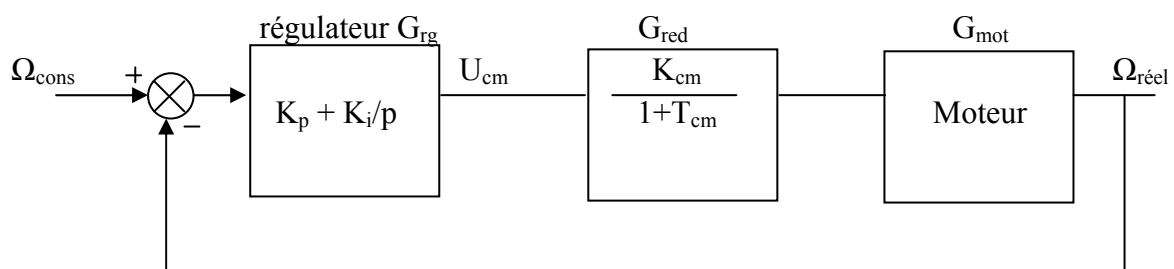 régulateur G_rg
G_red
G_mot
Ω_cons
+
−
K_p + K_i/p
U_cm
K_cm
1+T_cm
Moteur
Ω_réel